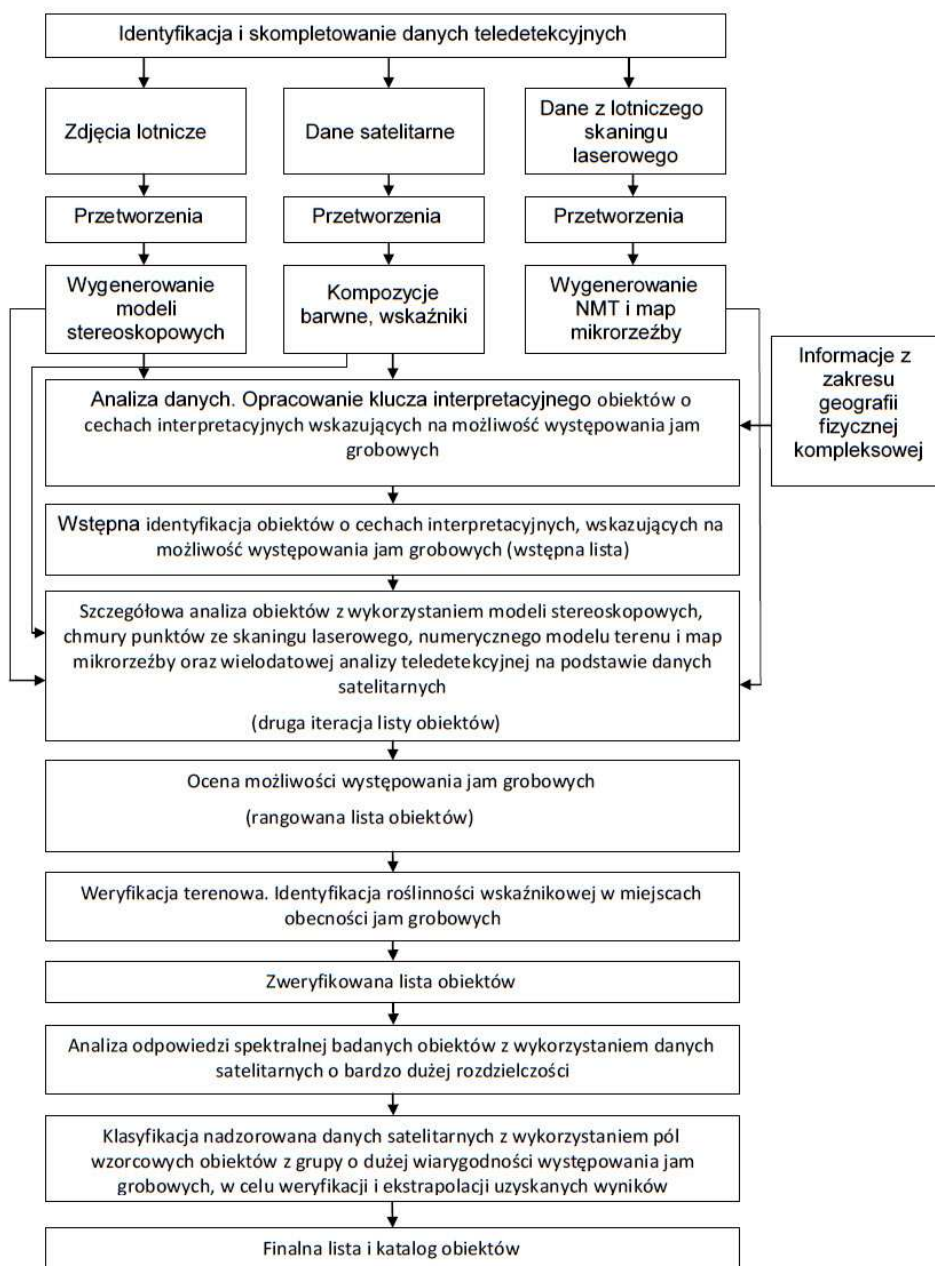 Identyfikacja i skompletowanie danych teledetekcyjnych
Zdjęcia lotnicze
Dane satelitarne
Dane z lotniczego
skaningu
laserowego
Przetworzenia
Przetworzenia
Przetworzenia
Wygenerowanie
modeli
stereoskopowych
Kompozycje
barwne, wskaźniki
Wygenerowanie
NMT i map
mikrorzeźby
Informacje z
zakresu
geografii
fizycznej
kompleksowej
Analiza danych. Opracowanie klucza interpretacyjnego obiektów o
cechach interpretacyjnych wskazujących na możliwość występowania jam
grobowych
Wstępna identyfikacja obiektów o cechach interpretacyjnych, wskazujących na
możliwość występowania jam grobowych (wstępna lista)
Szczegółowa analiza obiektów z wykorzystaniem modeli stereoskopowych,
chmury punktów ze skaningu laserowego, numerycznego modelu terenu i map
mikrorzeźby oraz wielodatowej analizy teledetekcyjnej na podstawie danych
satelitarnych
(druga iteracja listy obiektów)
Ocena możliwości występowania jam grobowych
(rangowana lista obiektów)
Weryfikacja terenowa. Identyfikacja roślinności wskaźnikowej w miejscach
obecności jam grobowych
Zweryfikowana lista obiektów
Analiza odpowiedzi spektralnej badanych obiektów z wykorzystaniem danych
satelitarnych o bardzo dużej rozdzielczości
Klasyfikacja nadzorowana danych satelitarnych z wykorzystaniem pól
wzorcowych obiektów z grupy o dużej wiarygodności występowania jam
grobowych, w celu weryfikacji i ekstrapolacji uzyskanych wyników
Finalna lista i katalog obiektów